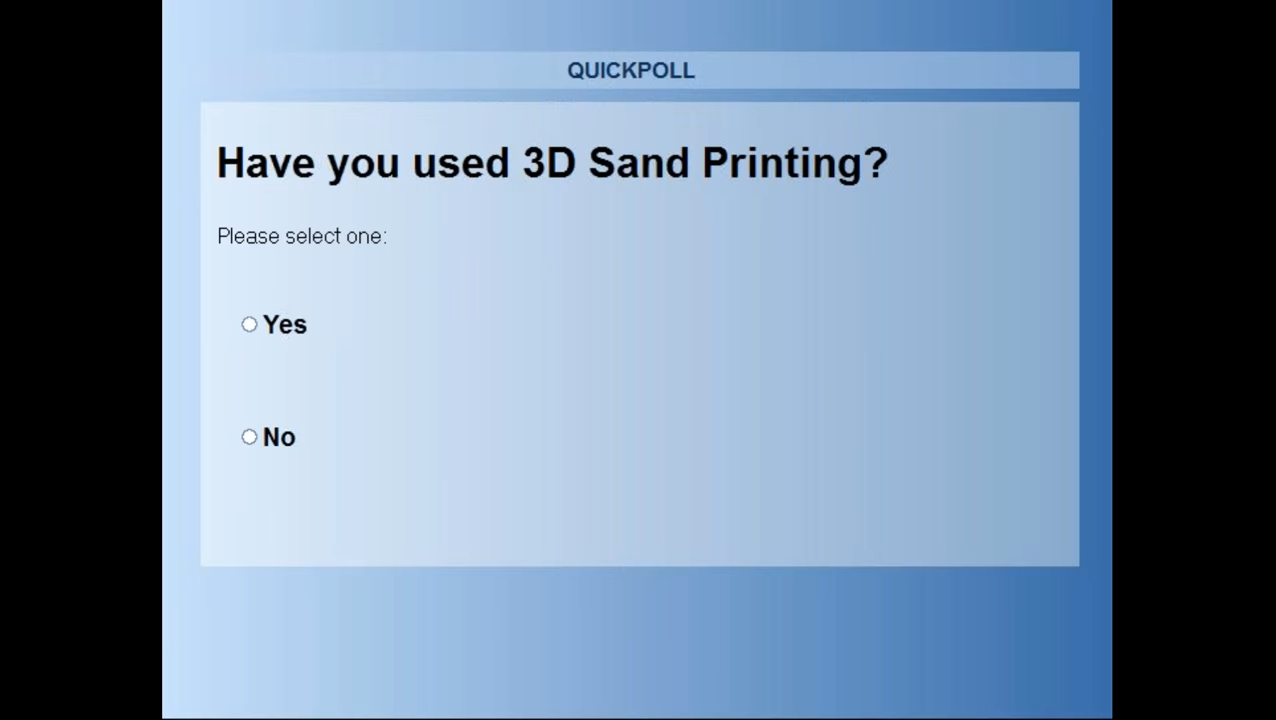 QUICKPOLL
Have you used 3D Sand Printing?
Please select one:
Yes
No